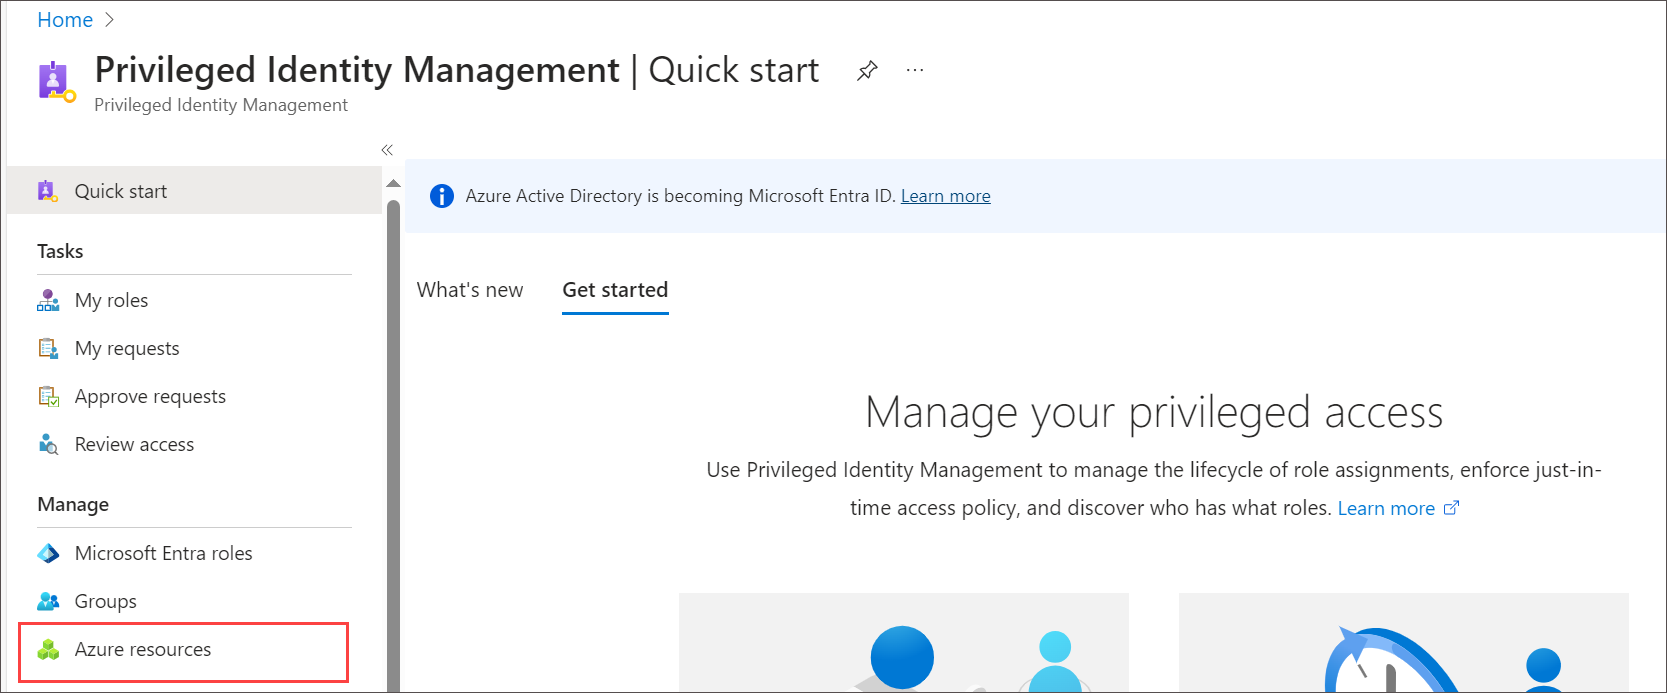 Home
Privileged Identity Management | Quick start
Privileged Identity Management
Quick start
Tasks
My roles
My requests
Approve requests
Review access
Manage
Microsoft Entra roles
Groups
Azure resources
Azure Active Directory is becoming Microsoft Entra ID. Learn more
What's new
Get started
Manage your privileged access
Use Privileged Identity Management to manage the lifecycle of role assignments, enforce just-in-
time access policy, and discover who has what roles. Learn more